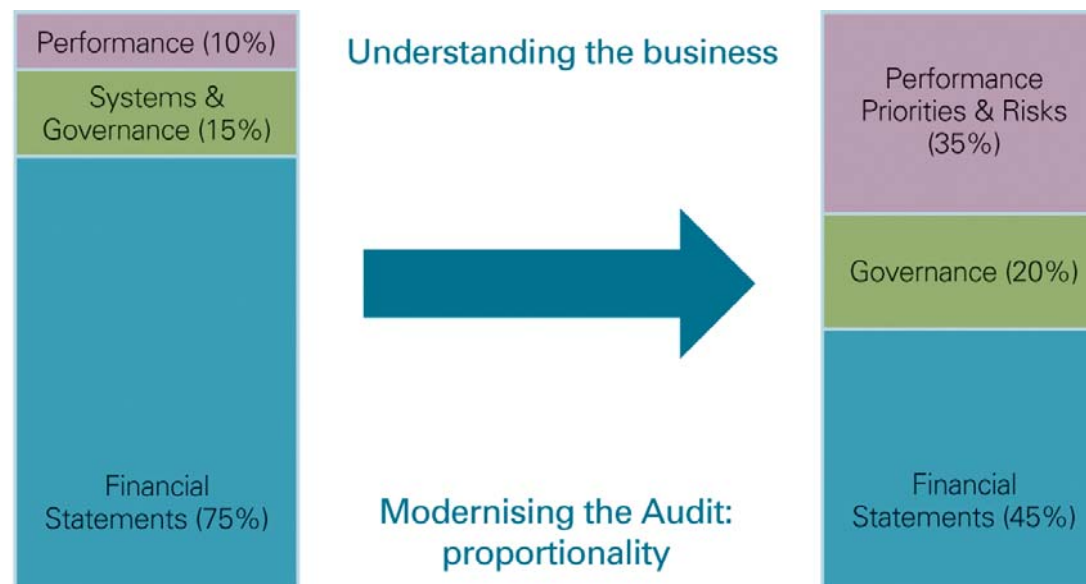 Performance (10%)
Systems &
Governance (15%)
Financial
Statements (75%)
Understanding the business
Modernising the Audit:
proportionality
Performance
Priorities & Risks
(35%)
Governance (20%)
Financial
Statements (45%)